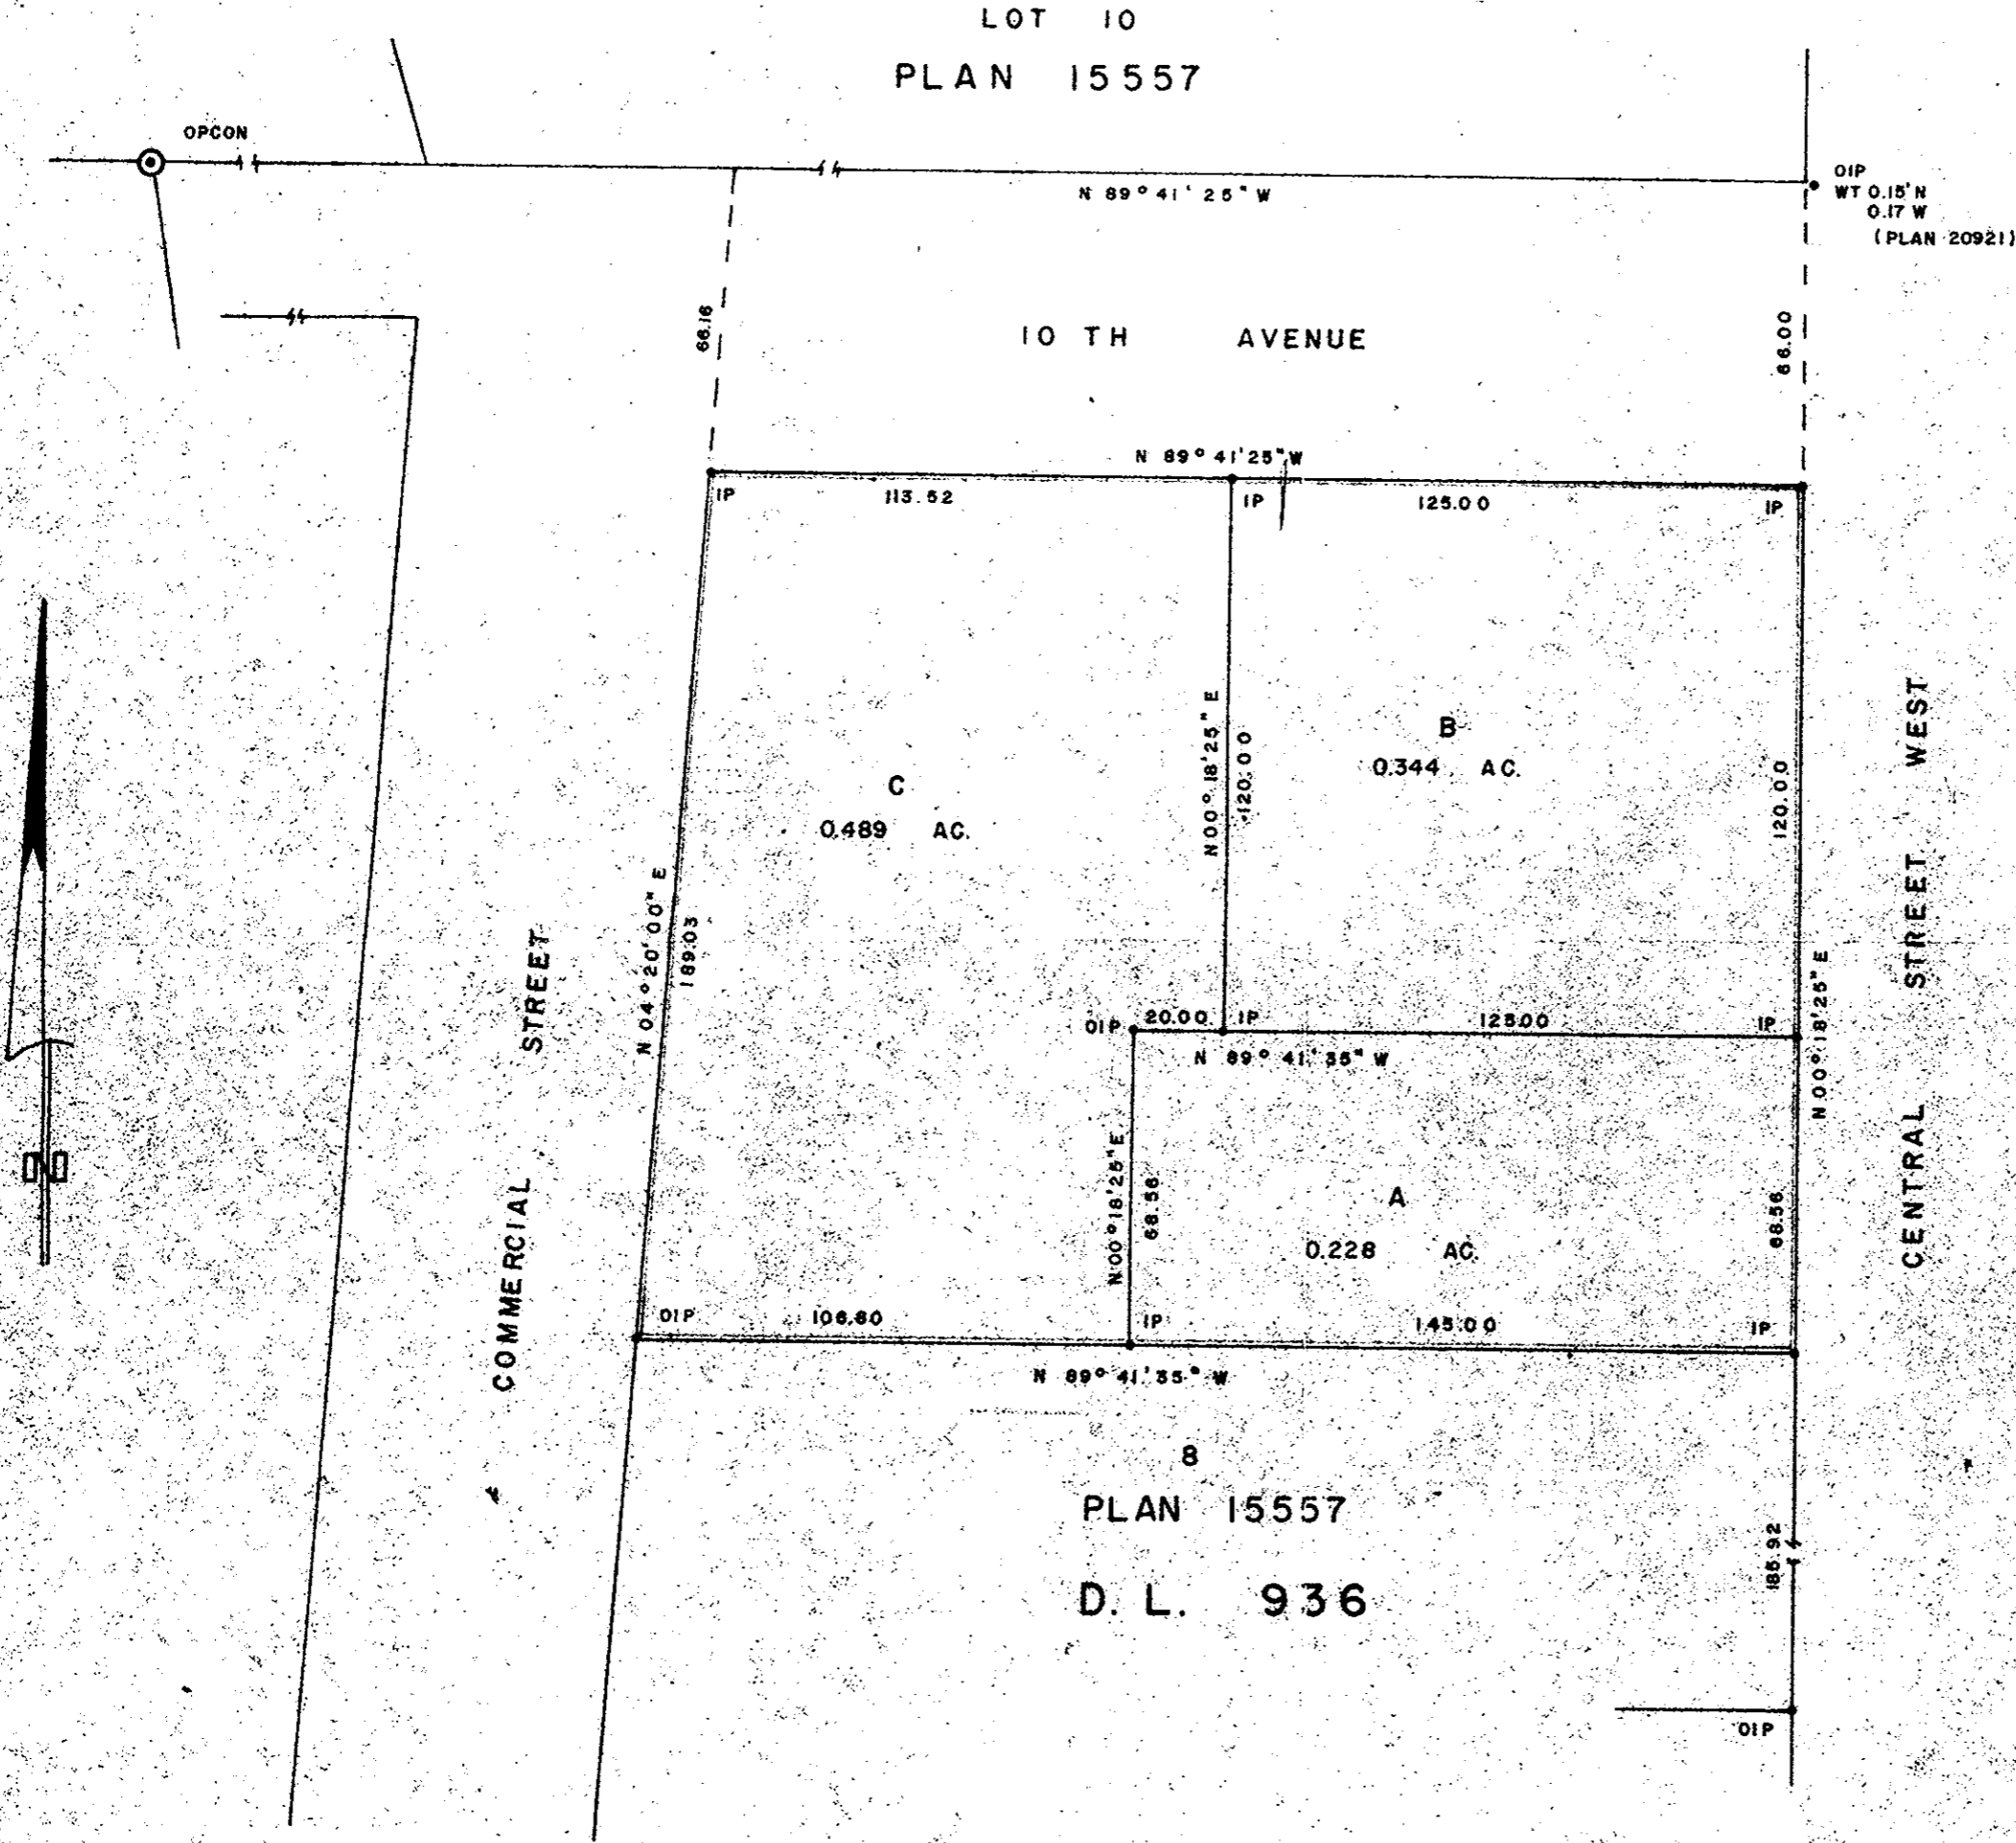 LOT 10
PLAN 15557
OPCON
N 89° 41' 25" W
OIP
WT 0.15' N
0.17 W
(PLAN 20921)
66.16
10 TH AVENUE
66.00
N 89° 41' 25" W
IP
113.52
IP
125.00
IP
N 00° 18' 25" E
120.00
B
0.344 AC.
120.00
C
0.489 AC.
N 04° 20' 00" E
189.03
COMMERCIAL STREET
CENTRAL STREET WEST
N 00° 18' 25" E
OIP
20.00
IP
125.00
IP
N 89° 41' 35" W
N 00° 18' 25" E
68.56
A
0.228 AC.
68.56
OIP
106.80
IP
145.00
IP
N 89° 41' 35" W
8
PLAN 15557
D. L. 936
OIP